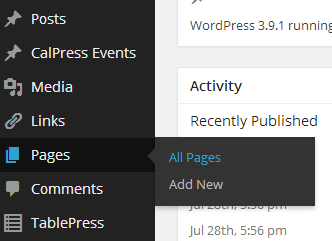 Posts
CalPress Events
Media
Links
Pages
Comments
TablePress
WordPress 3.9.1 running
Activity
Recently Published
All Pages
Add New
Jul 28th, 5:56 pm